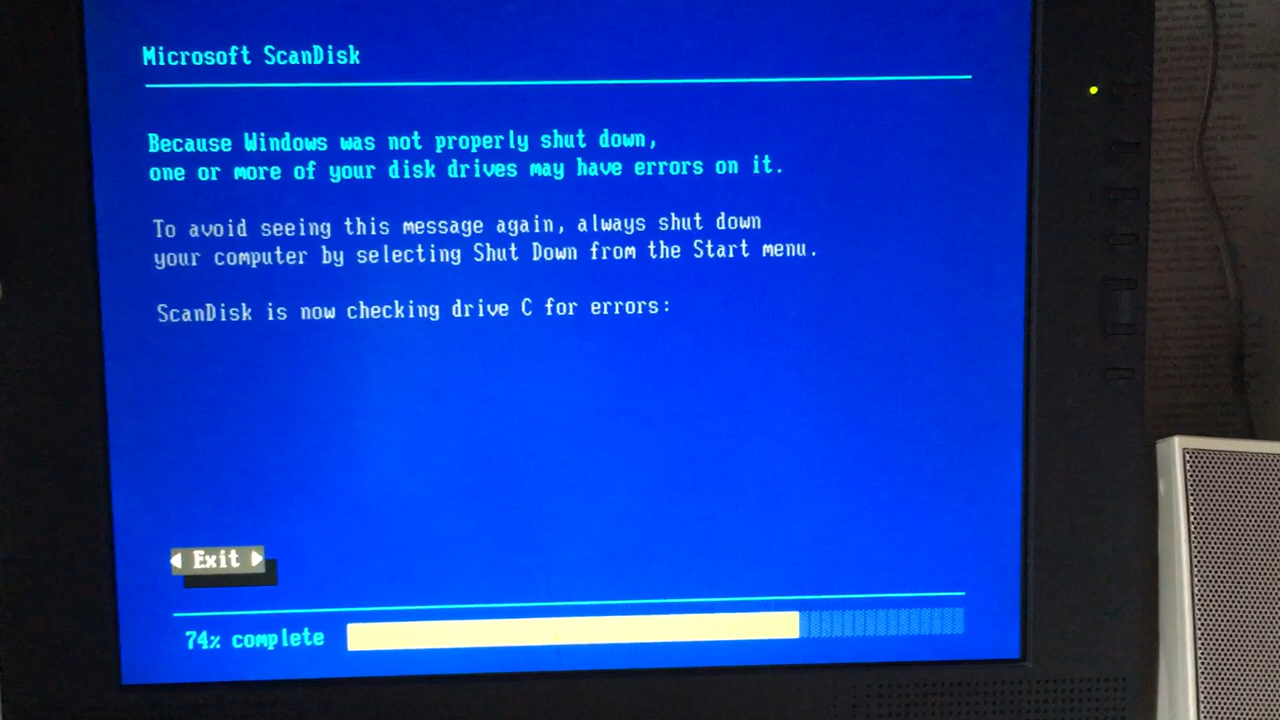 Microsoft ScanDisk
Because Windows was not properly shut down,
one or more of your disk drives may have errors on it.
To avoid seeing this message again, always shut down
your computer by selecting Shut Down from the Start menu.
ScanDisk is now checking drive C for errors:
Exit
74% complete